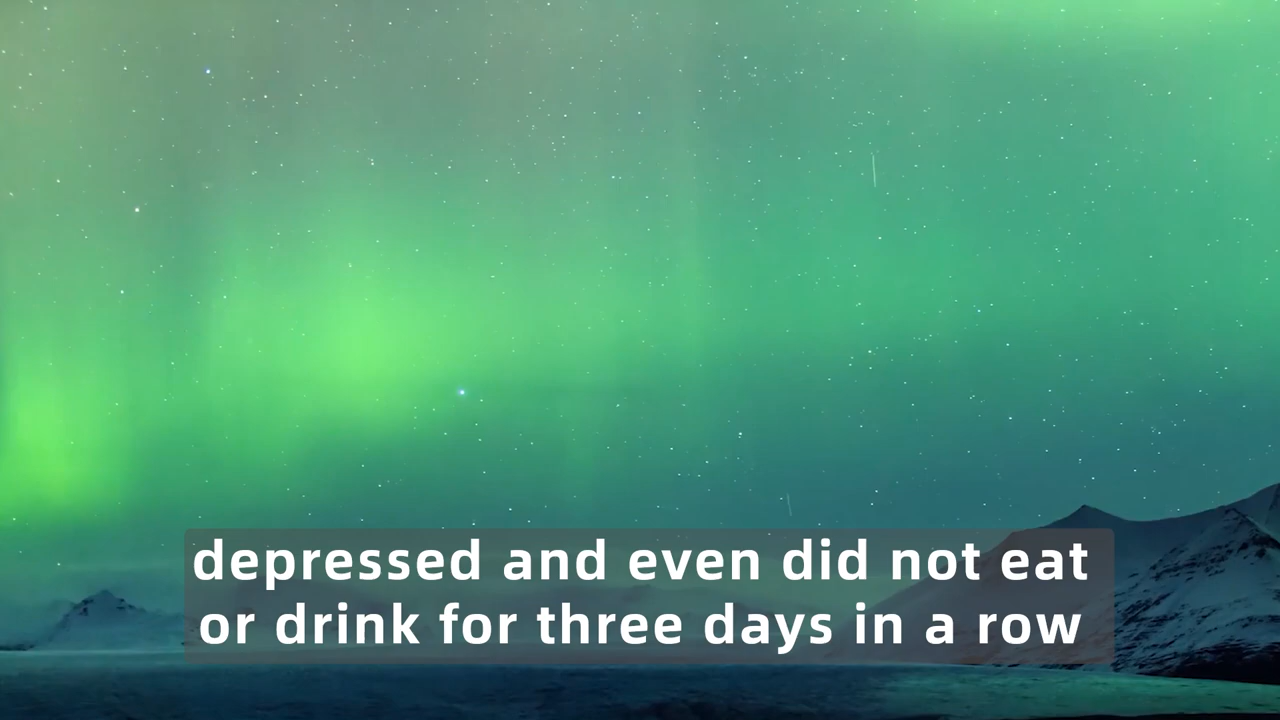 depressed and even did not eat
or drink for three days in a row